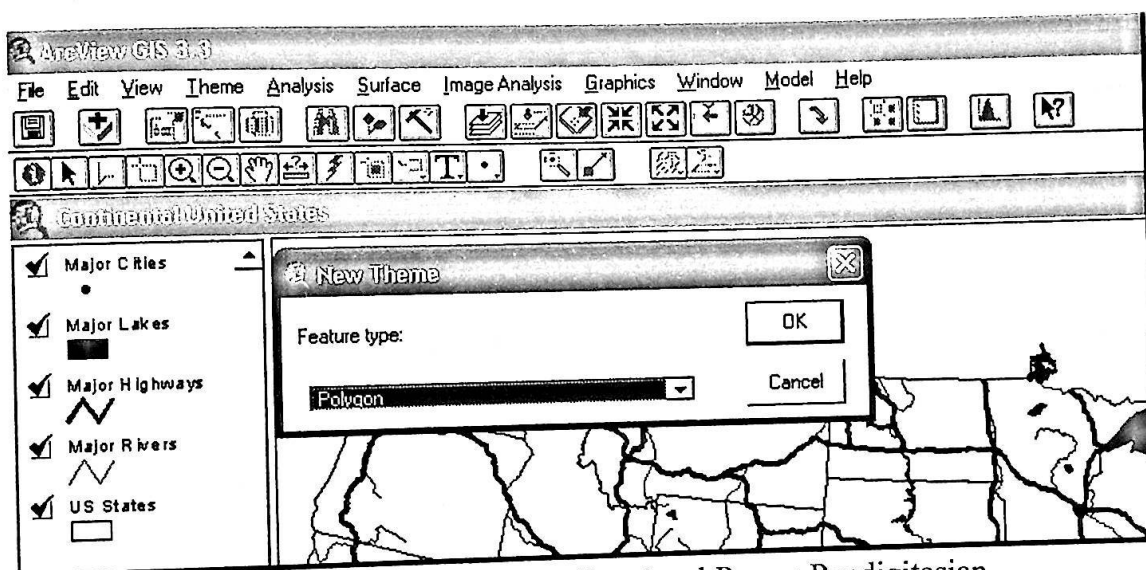 ArcView GIS 3.3
File Edit View Theme Analysis Surface Image Analysis Graphics Window Model Help
Continental United States
Major Cities
Major Lakes
Major Highways
Major Rivers
US States
New Theme
Feature type:
Polygon
OK
Cancel
Pendigitasian